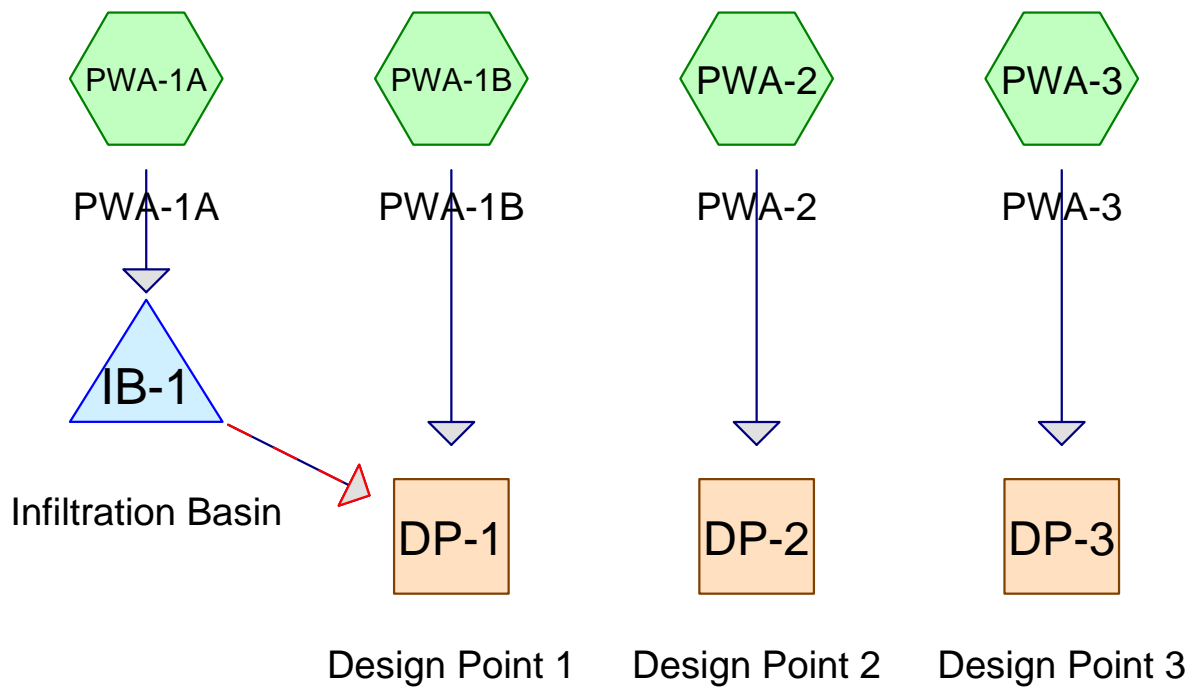 PWA-1A
PWA-1B
PWA-2
PWA-3
PWA-1A
PWA-1B
PWA-2
PWA-3
IB-1
Infiltration Basin
DP-1
DP-2
DP-3
Design Point 1
Design Point 2
Design Point 3